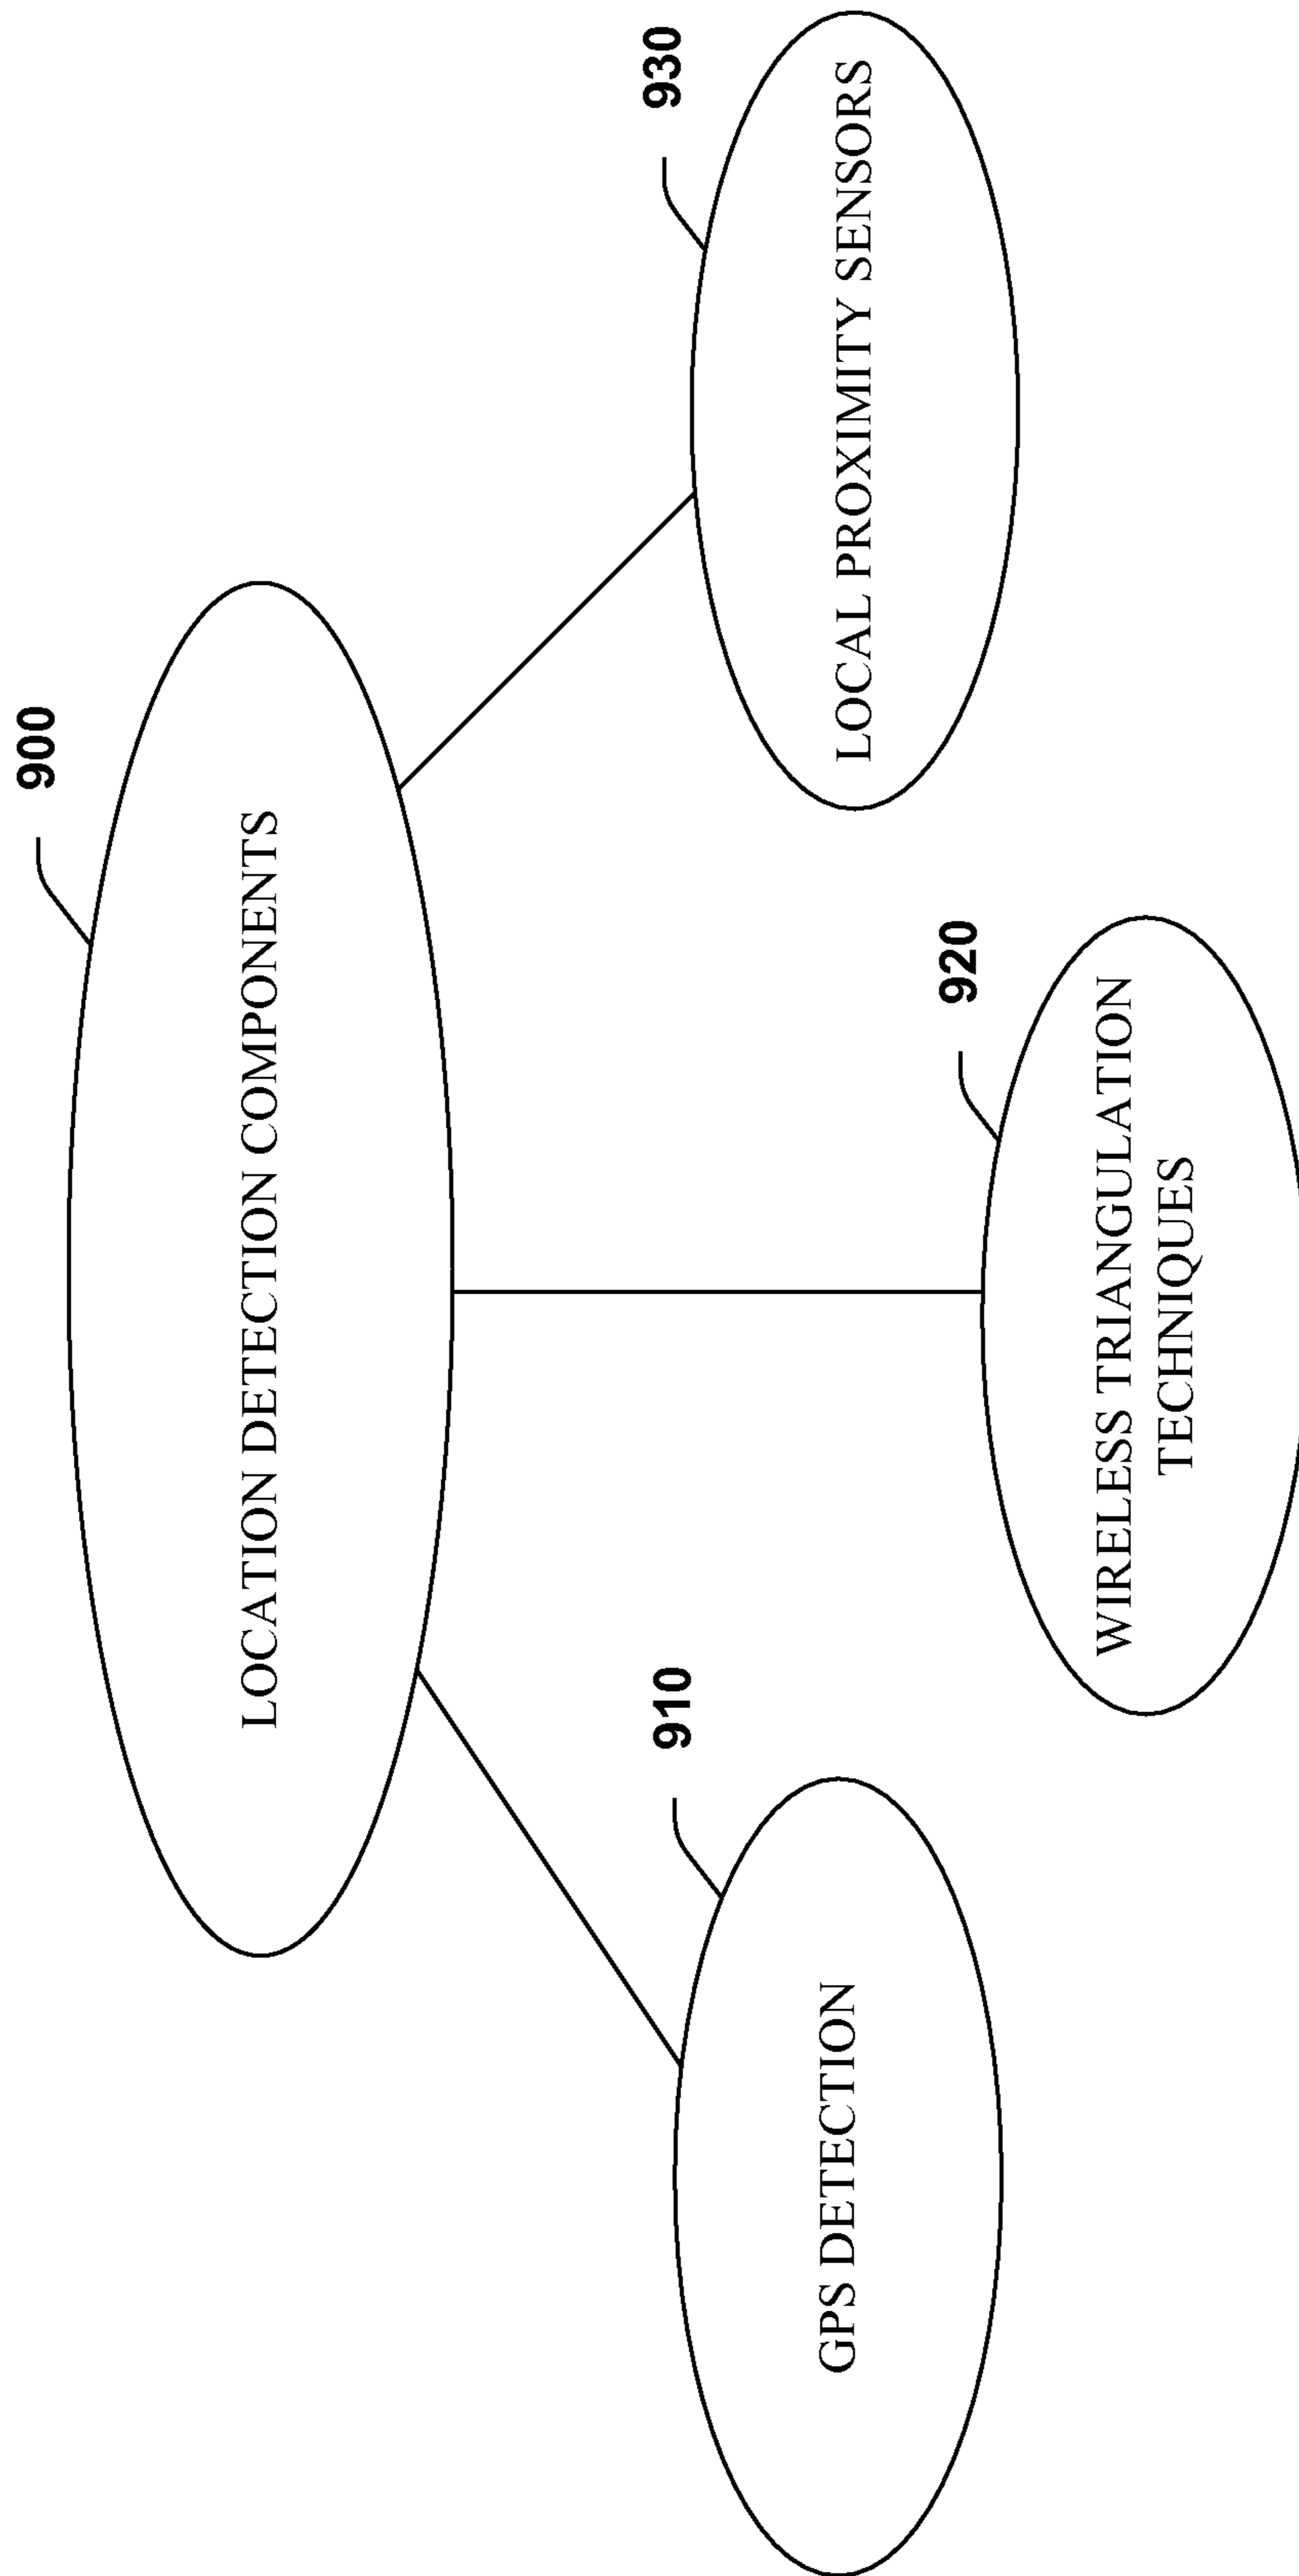 900
LOCATION DETECTION COMPONENTS
910
GPS DETECTION
920
WIRELESS TRIANGULATION
TECHNIQUES
930
LOCAL PROXIMITY SENSORS